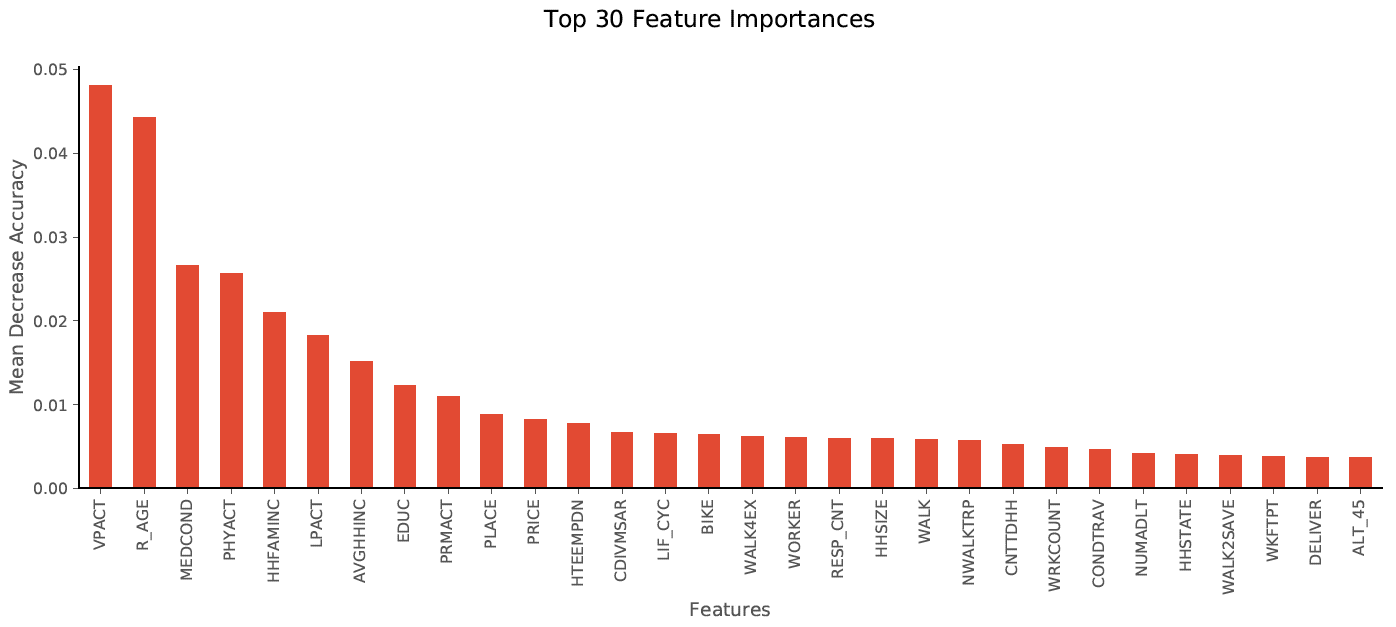 Top 30 Feature Importances
Mean Decrease Accuracy
0.05
0.04
0.03
0.02
0.01
0.00
VPACT
R_AGE
MEDCOND
PHYACT
HHFAMINC
LPACT
AVGHHINC
EDUC
PRMACT
PLACE
PRICE
HTEEMPDN
CDIVMSAR
LIF_CYC
BIKE
WALK4EX
WORKER
RESP_CNT
HHSIZE
WALK
NWALKTRP
CNTTDHH
WRKCOUNT
CONDTRAV
NUMADLT
HHSTATE
WALK2SAVE
WKFTPT
DELIVER
ALT_45
Features